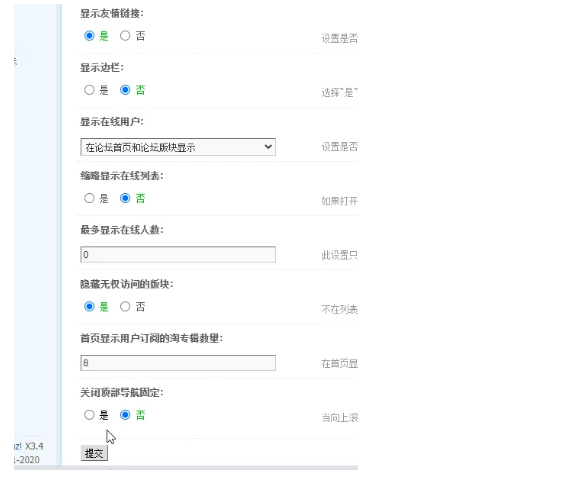 显示友情链接:
是 否
设置是否
显示边栏:
是 否
选择"是"
显示在线用户:
在论坛首页和论坛版块显示
设置是否
缩略显示在线列表:
是 否
如果打开
最多显示在线人数:
0
此设置只
隐藏无权访问的版块:
是 否
不在列表
首页显示用户订阅的淘专辑数量:
8
在首页显
关闭顶部导航固定:
是 否
当向上滚
提交
z! X3.4
1-2020